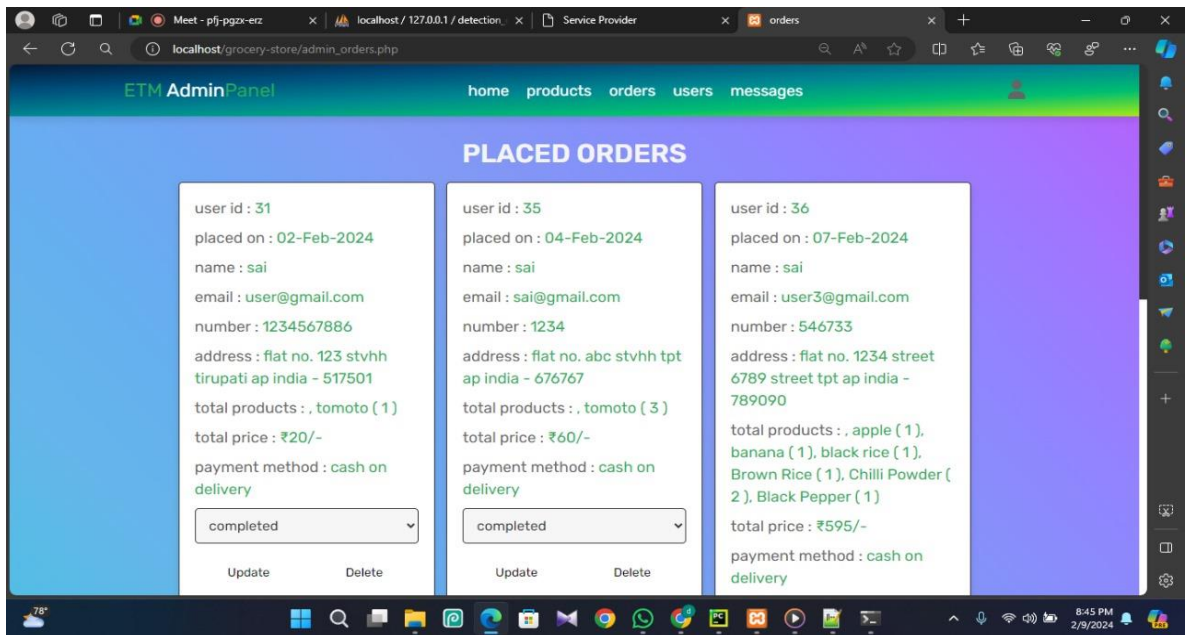 Meet - pfj-pgzx-erz
localhost / 127.0.0.1 / detection_
Service Provider
orders
localhost/grocery-store/admin_orders.php
ETM AdminPanel
home products orders users messages
PLACED ORDERS
user id : 31
placed on : 02-Feb-2024
name : sai
email : user@gmail.com
number : 1234567886
address : flat no. 123 stvhh
tirupati ap india - 517501
total products : , tomoto ( 1 )
total price : ₹20/-
payment method : cash on
delivery
completed
Update Delete
user id : 35
placed on : 04-Feb-2024
name : sai
email : sai@gmail.com
number : 1234
address : flat no. abc stvhh tpt
ap india - 676767
total products : , tomoto ( 3 )
total price : ₹60/-
payment method : cash on
delivery
completed
Update Delete
user id : 36
placed on : 07-Feb-2024
name : sai
email : user3@gmail.com
number : 546733
address : flat no. 1234 street
6789 street tpt ap india -
789090
total products : , apple ( 1 ),
banana ( 1 ), black rice ( 1 ),
Brown Rice ( 1 ), Chilli Powder (
2 ), Black Pepper ( 1 )
total price : ₹595/-
payment method : cash on
delivery
78°
8:45 PM
2/9/2024